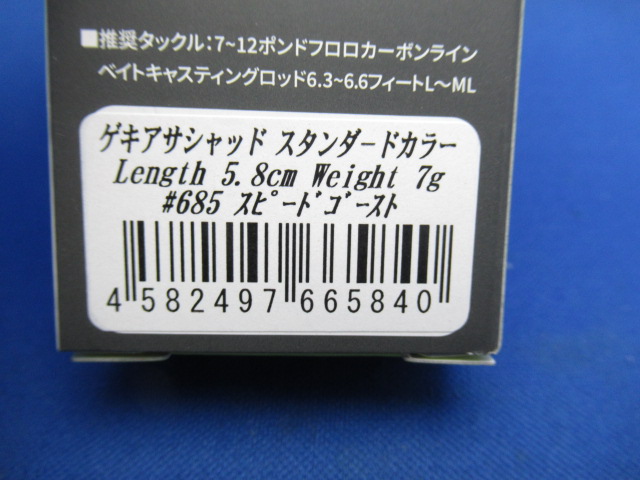 ■推奨タックル:7~12ポンドフロロカーボンライン
ベイトキャスティングロッド6.3~6.6フィートL~ML
ゲキアサシャッド スタンダードカラー
Length 5.8cm Weight 7g
#685 スピードゴースト
4 582497 665840